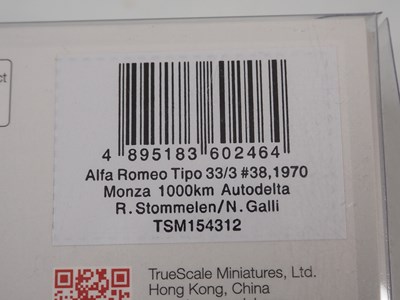 4 895183 602464
Alfa Romeo Tipo 33/3 #38,1970
Monza 1000km Autodelta
R.Stommelen/N.Galli
TSM154312
TrueScale Miniatures, Ltd.
Hong Kong, China